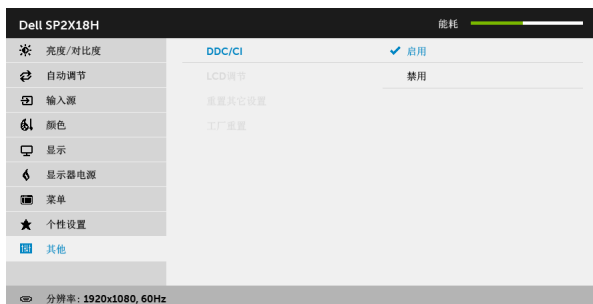 Dell SP2X18H
能耗
亮度/对比度
自动调节
输入源
颜色
显示
显示器电源
菜单
个性设置
其他
DDC/CI
LCD调节
重置其它设置
工厂重置
启用
禁用
分辨率: 1920x1080, 60Hz